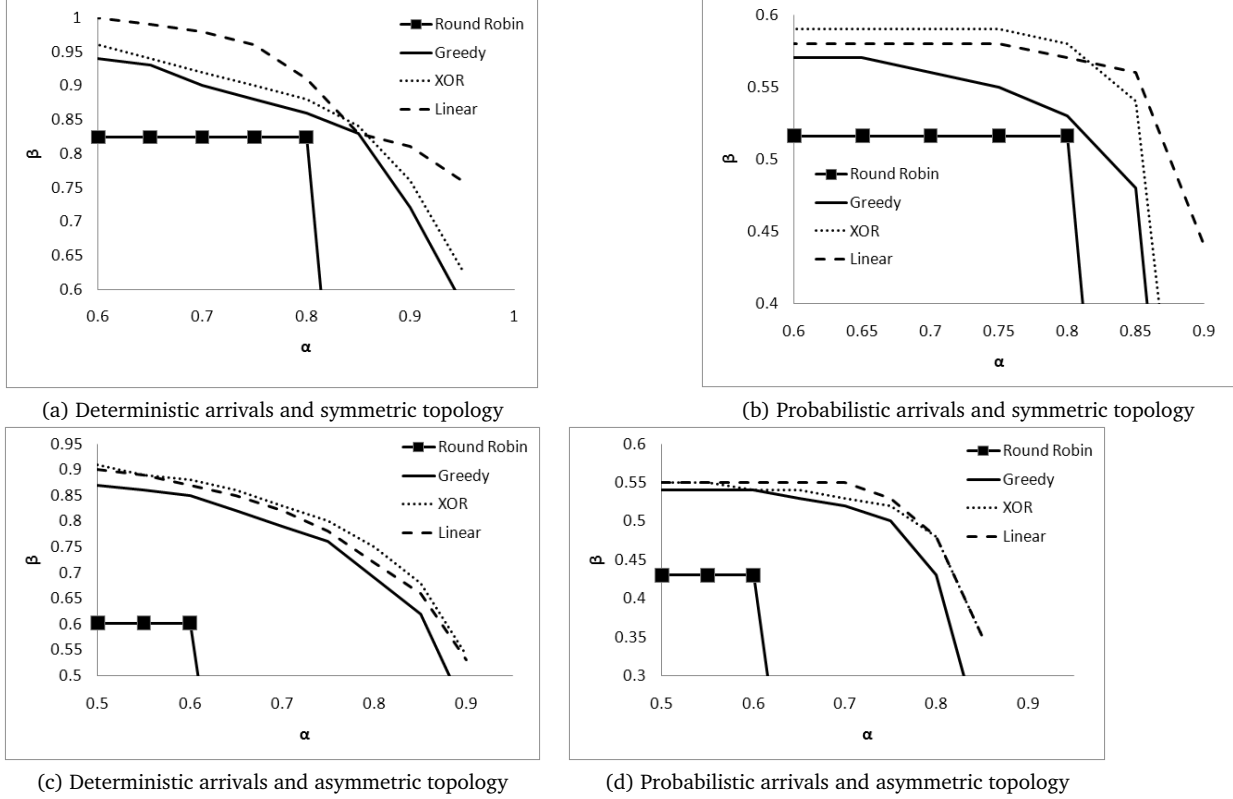 1
0.95
0.9
0.85
0.8
0.75
0.7
0.65
0.6
β
0.6 0.7 0.8 0.9 1
α
Round Robin
Greedy
XOR
Linear
(a) Deterministic arrivals and symmetric topology
0.6
0.55
0.5
0.45
0.4
β
0.6 0.65 0.7 0.75 0.8 0.85 0.9
α
Round Robin
Greedy
XOR
Linear
(b) Probabilistic arrivals and symmetric topology
0.95
0.9
0.85
0.8
0.75
0.7
0.65
0.6
0.55
0.5
β
0.5 0.6 0.7 0.8 0.9
α
Round Robin
Greedy
XOR
Linear
(c) Deterministic arrivals and asymmetric topology
0.6
0.55
0.5
0.45
0.4
0.35
0.3
β
0.5 0.6 0.7 0.8 0.9
α
Round Robin
Greedy
XOR
Linear
(d) Probabilistic arrivals and asymmetric topology